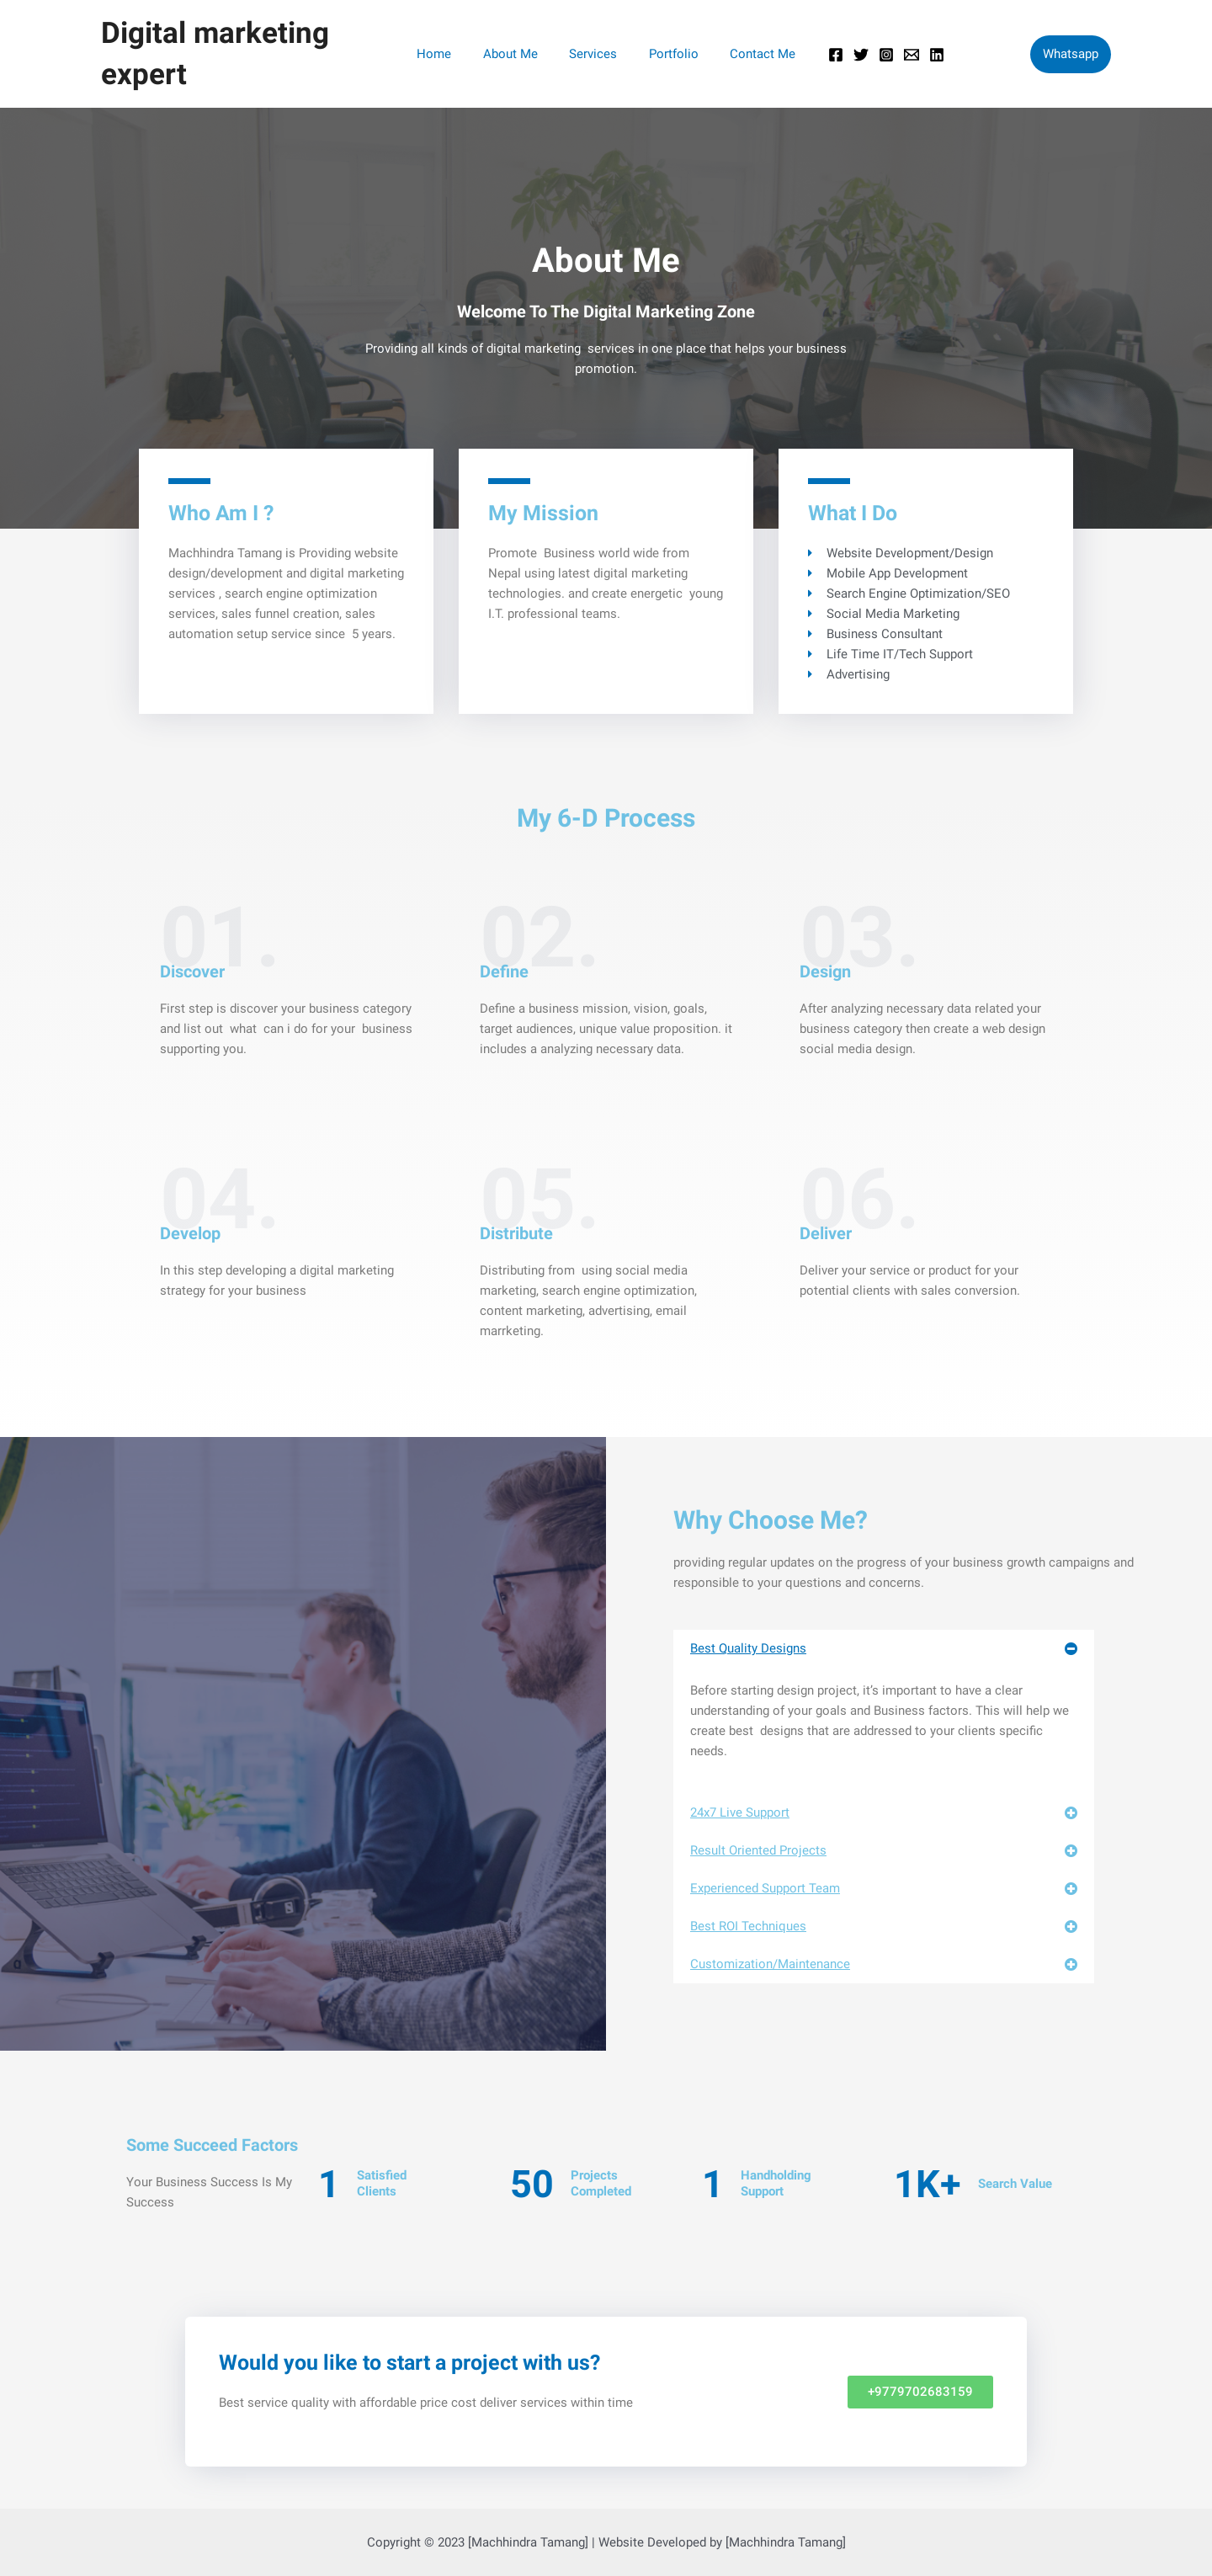 Digital marketing
expert
Home About Me Services Portfolio Contact Me Whatsapp
About Me
Welcome To The Digital Marketing Zone
Providing all kinds of digital marketing services in one place that helps your business
promotion.
Who Am I ?
Machhindra Tamang is Providing website
design/development and digital marketing
services , search engine optimization
services, sales funnel creation, sales
automation setup service since 5 years.
My Mission
Promote Business world wide from
Nepal using latest digital marketing
technologies. and create energetic young
I.T. professional teams.
What I Do
Website Development/Design
Mobile App Development
Search Engine Optimization/SEO
Social Media Marketing
Business Consultant
Life Time IT/Tech Support
Advertising
My 6-D Process
01.
Discover
First step is discover your business category
and list out what can i do for your business
supporting you.
02.
Define
Define a business mission, vision, goals,
target audiences, unique value proposition. it
includes a analyzing necessary data.
03.
Design
After analyzing necessary data related your
business category then create a web design
social media design.
04.
Develop
In this step developing a digital marketing
strategy for your business
05.
Distribute
Distributing from using social media
marketing, search engine optimization,
content marketing, advertising, email
marrketing.
06.
Deliver
Deliver your service or product for your
potential clients with sales conversion.
Why Choose Me?
providing regular updates on the progress of your business growth campaigns and
responsible to your questions and concerns.
Best Quality Designs
Before starting design project, it’s important to have a clear
understanding of your goals and Business factors. This will help we
create best designs that are addressed to your clients specific
needs.
24x7 Live Support
Result Oriented Projects
Experienced Support Team
Best ROI Techniques
Customization/Maintenance
Some Succeed Factors
Your Business Success Is My
Success
1
Satisfied
Clients
50
Projects
Completed
1
Handholding
Support
1K+
Search Value
Would you like to start a project with us?
Best service quality with affordable price cost deliver services within time
+9779702683159
Copyright © 2023 [Machhindra Tamang] | Website Developed by [Machhindra Tamang]